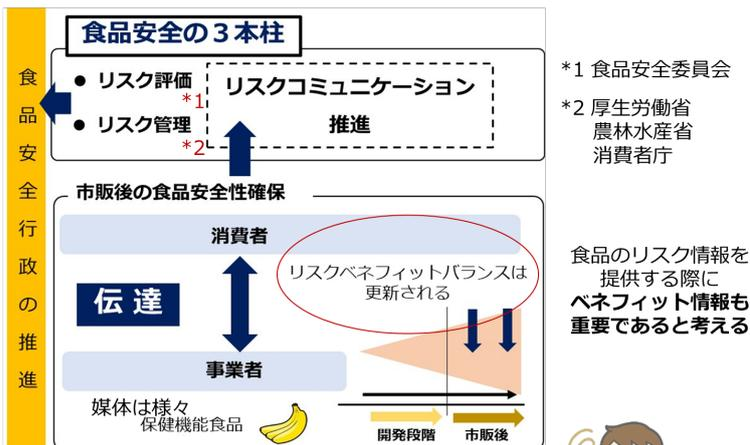 食品安全の３本柱
食品安全行政の推進
● リスク評価
*1
● リスク管理
*2
リスクコミュニケーション
推進
*1 食品安全委員会
*2 厚生労働省
農林水産省
消費者庁
市販後の食品安全性確保
消費者
伝達
事業者
リスクベネフィットバランスは
更新される
媒体は様々
保健機能食品
開発段階
市販後
食品のリスク情報を
提供する際に
ベネフィット情報も
重要であると考える